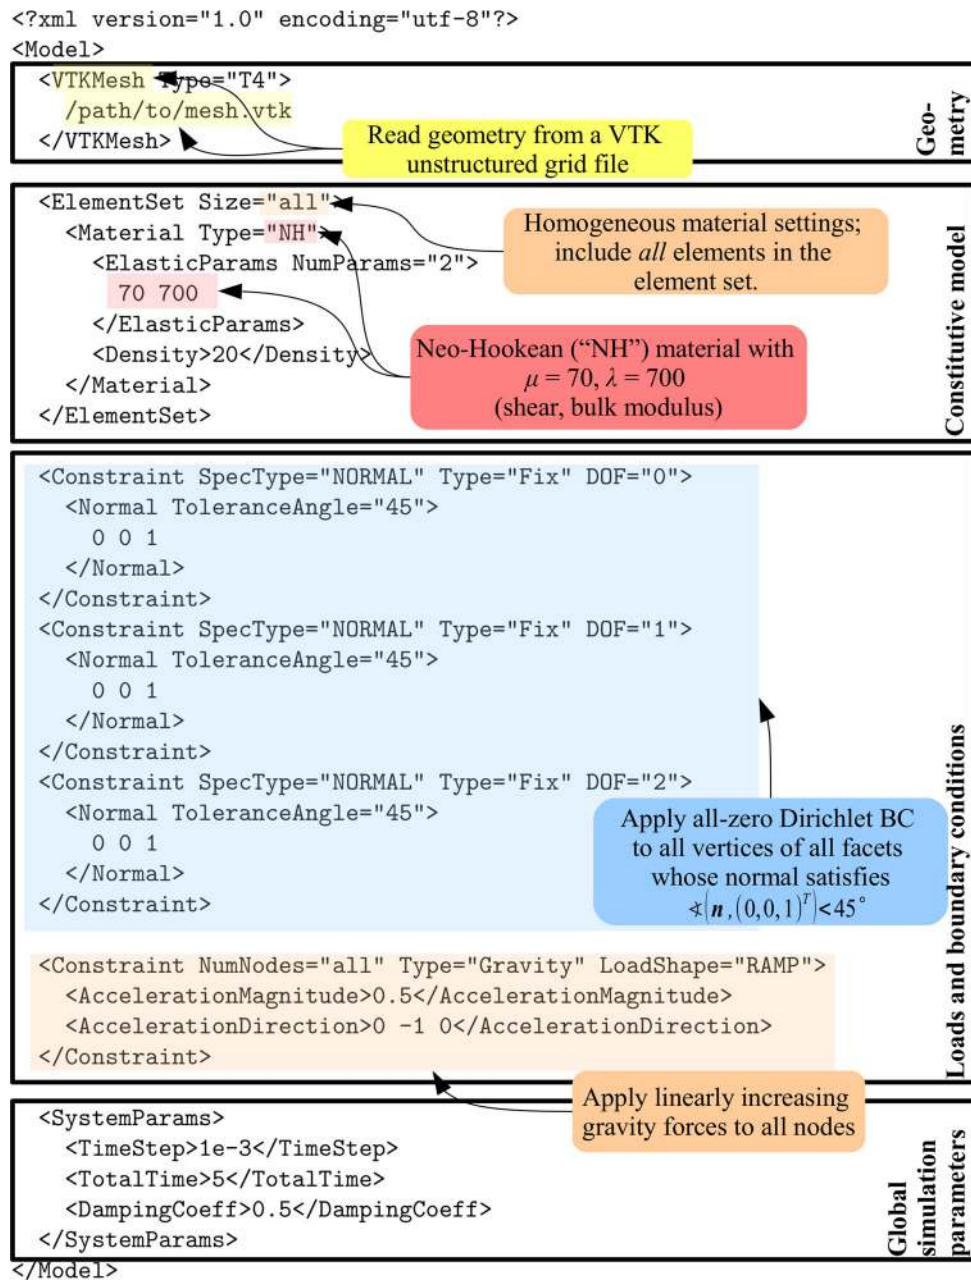 <?xml version="1.0" encoding="utf-8"?>
<Model>
<VTKMesh Type="T4">
/path/to/mesh.vtk
</VTKMesh>
Read geometry from a VTK
unstructured grid file
Geo-
metry
<ElementSet Size="all">
<Material Type="NH">
<ElasticParams NumParams="2">
70 700
</ElasticParams>
<Density>20</Density>
</Material>
</ElementSet>
Homogeneous material settings;
include all elements in the
element set.
Neo-Hookean (“NH”) material with
μ = 70, λ = 700
(shear, bulk modulus)
Constitutive model
<Constraint SpecType="NORMAL" Type="Fix" DOF="0">
<Normal ToleranceAngle="45">
0 0 1
</Normal>
</Constraint>
<Constraint SpecType="NORMAL" Type="Fix" DOF="1">
<Normal ToleranceAngle="45">
0 0 1
</Normal>
</Constraint>
<Constraint SpecType="NORMAL" Type="Fix" DOF="2">
<Normal ToleranceAngle="45">
0 0 1
</Normal>
</Constraint>
Apply all-zero Dirichlet BC
to all vertices of all facets
whose normal satisfies
∢(n,(0,0,1)^T)<45°
<Constraint NumNodes="all" Type="Gravity" LoadShape="RAMP">
<AccelerationMagnitude>0.5</AccelerationMagnitude>
<AccelerationDirection>0 -1 0</AccelerationDirection>
</Constraint>
Apply linearly increasing
gravity forces to all nodes
Loads and boundary conditions
<SystemParams>
<TimeStep>1e-3</TimeStep>
<TotalTime>5</TotalTime>
<DampingCoeff>0.5</DampingCoeff>
</SystemParams>
Global
simulation
parameters
</Model>